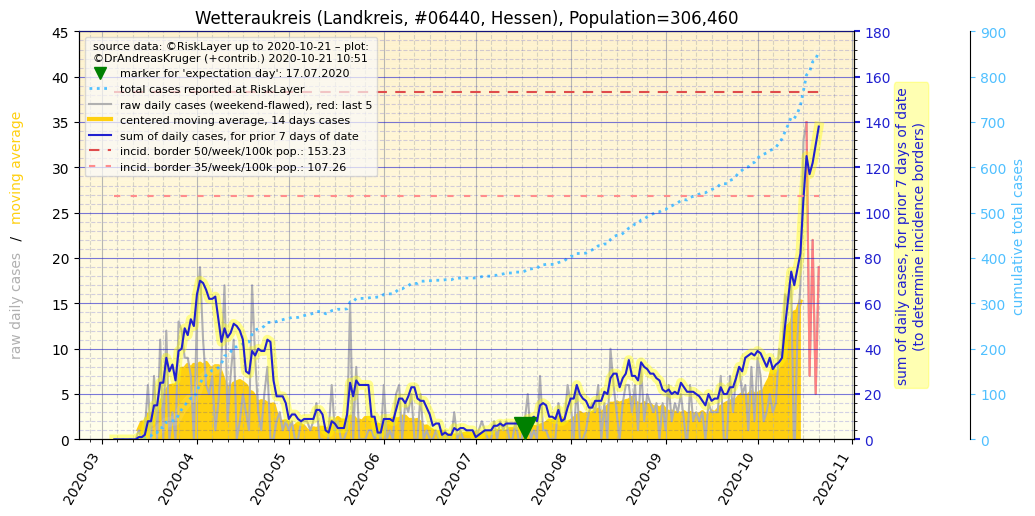 Wetteraukreis (Landkreis, #06440, Hessen), Population=306,460
source data: ©RiskLayer up to 2020-10-21 – plot:
©DrAndreasKruger (+contrib.) 2020-10-21 10:51
marker for 'expectation day': 17.07.2020
total cases reported at RiskLayer
raw daily cases (weekend-flawed), red: last 5
centered moving average, 14 days cases
sum of daily cases, for prior 7 days of date
incid. border 50/week/100k pop.: 153.23
incid. border 35/week/100k pop.: 107.26
raw daily cases / moving average
45
40
35
30
25
20
15
10
5
0
180
160
140
120
100
80
60
40
20
0
sum of daily cases, for prior 7 days of date
(to determine incidence borders)
900
800
700
600
500
400
300
200
100
0
cumulative total cases
2020-03
2020-04
2020-05
2020-06
2020-07
2020-08
2020-09
2020-10
2020-11